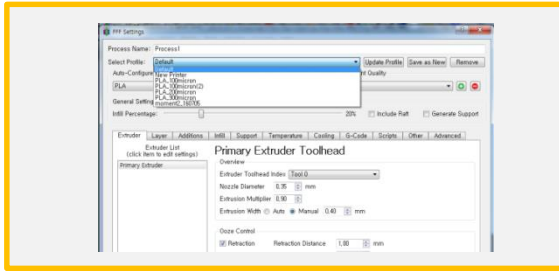 FFF Settings
Process Name: Process1
Select Profile: Default Update Profile Save as New Remove
Default
New Printer
PLA_100micron
PLA_100micron(2)
PLA_200micron
PLA_300micron
moment2_160705
Auto-Configure nt Quality
PLA
General Setting
Infill Percentage: 20% Include Raft Generate Support
Extruder Layer Additions Infill Support Temperature Cooling G-Code Scripts Other Advanced
Extruder List
(click item to edit settings)
Primary Extruder
Primary Extruder Toolhead
Overview
Extruder Toolhead Index Tool 0
Nozzle Diameter 0.35 mm
Extrusion Multiplier 0.90
Extrusion Width Auto Manual 0.40 mm
Ooze Control
Retraction Retraction Distance 1.00 mm